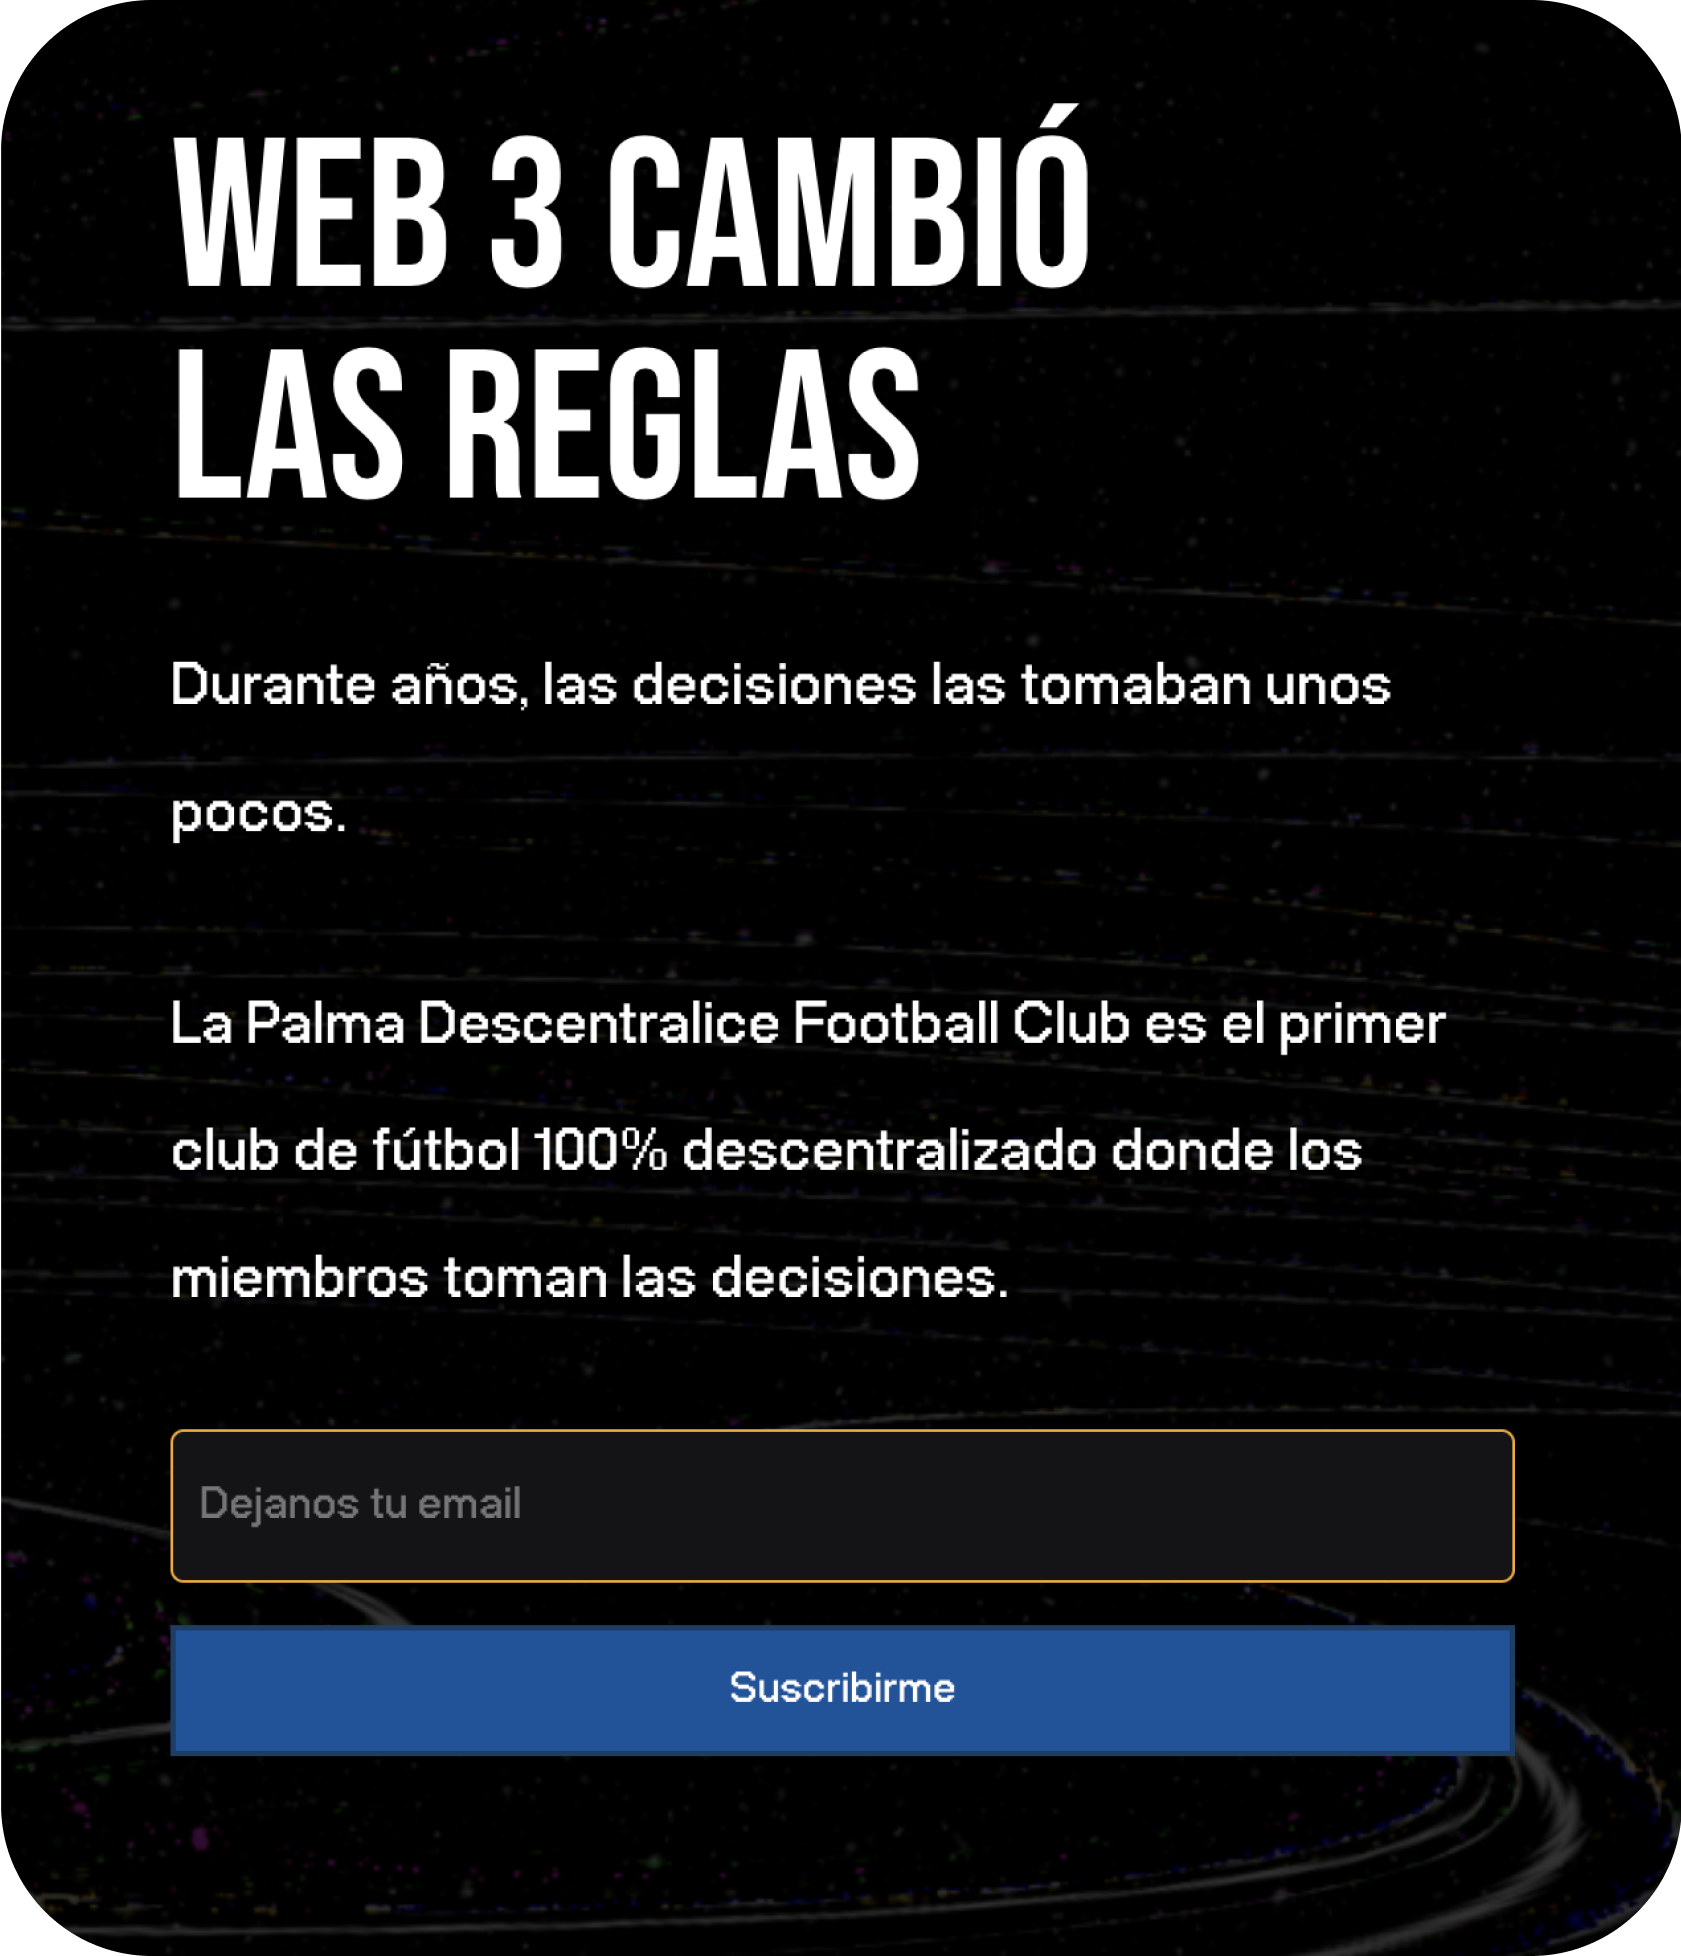 WEB 3 CAMBIÓ
LAS REGLAS
Durante años, las decisiones las tomaban unos
pocos.
La Palma Descentralice Football Club es el primer
club de fútbol 100% descentralizado donde los
miembros toman las decisiones.
Dejanos tu email
Suscribirme